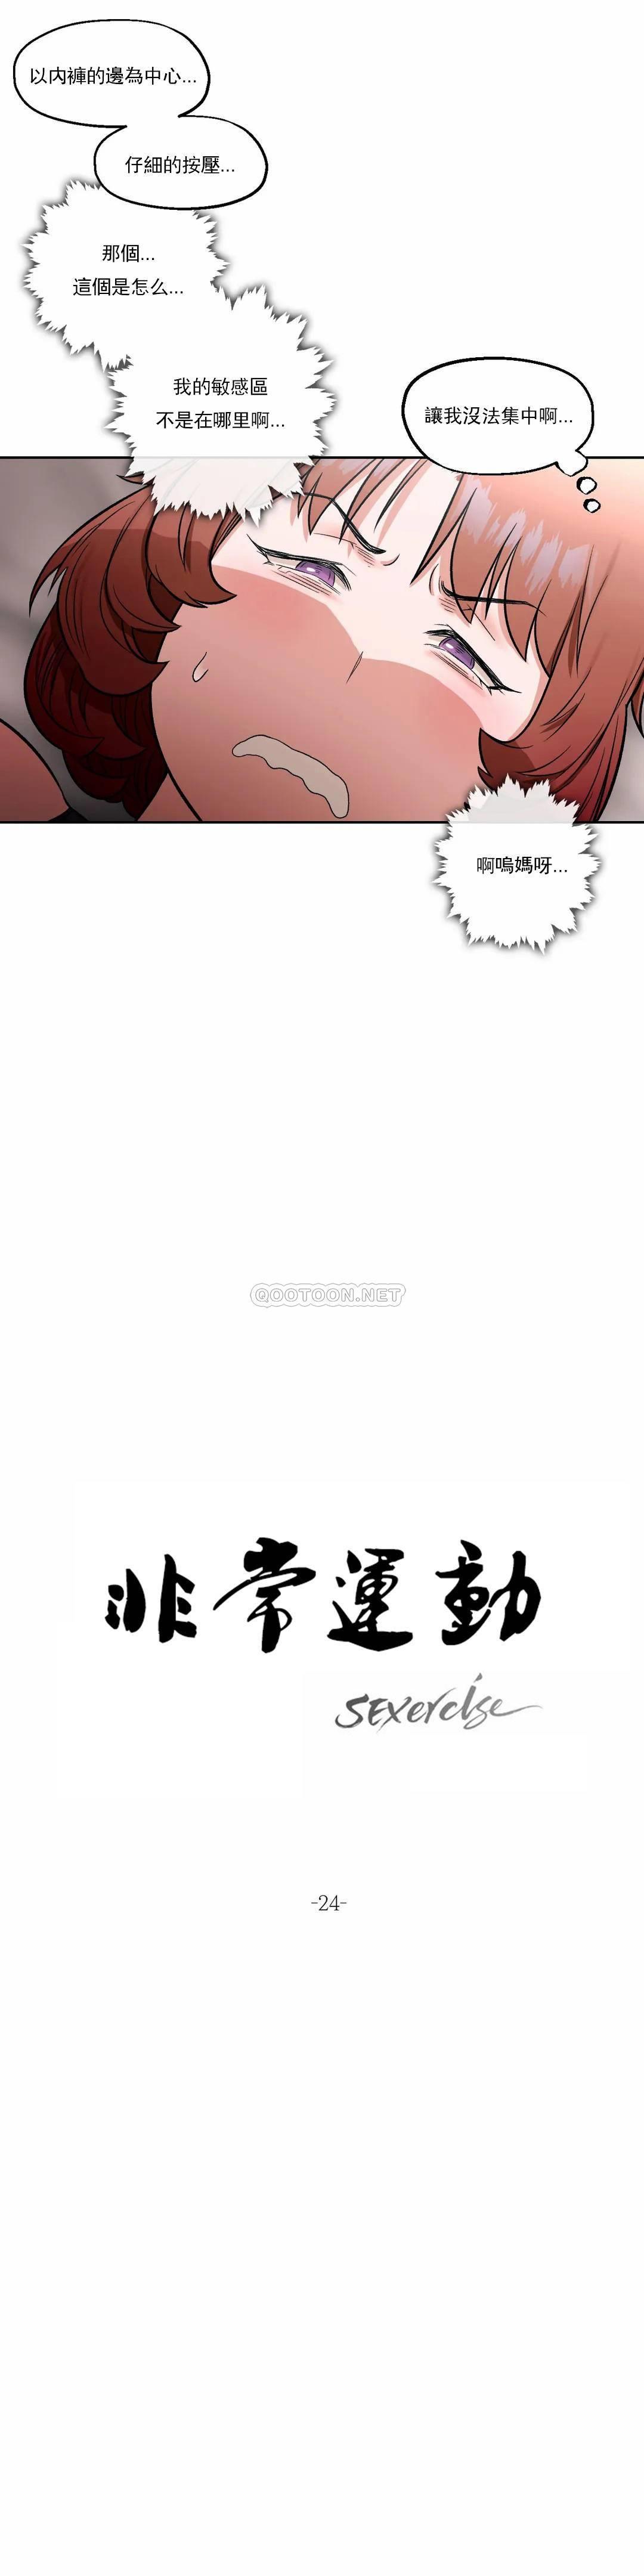 以內褲的邊為中心...
仔細的按壓...
那個...
這個是怎么...
我的敏感區
不是在哪里啊...
讓我沒法集中啊...
啊嗚媽呀...
QOOTOON.NET
非常運動
SEXercise
-24-